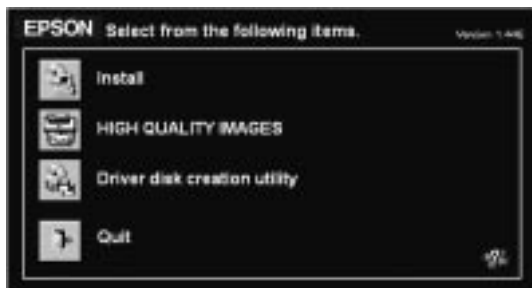 EPSON Select from the following items.
Install
HIGH QUALITY IMAGES
Driver disk creation utility
Quit